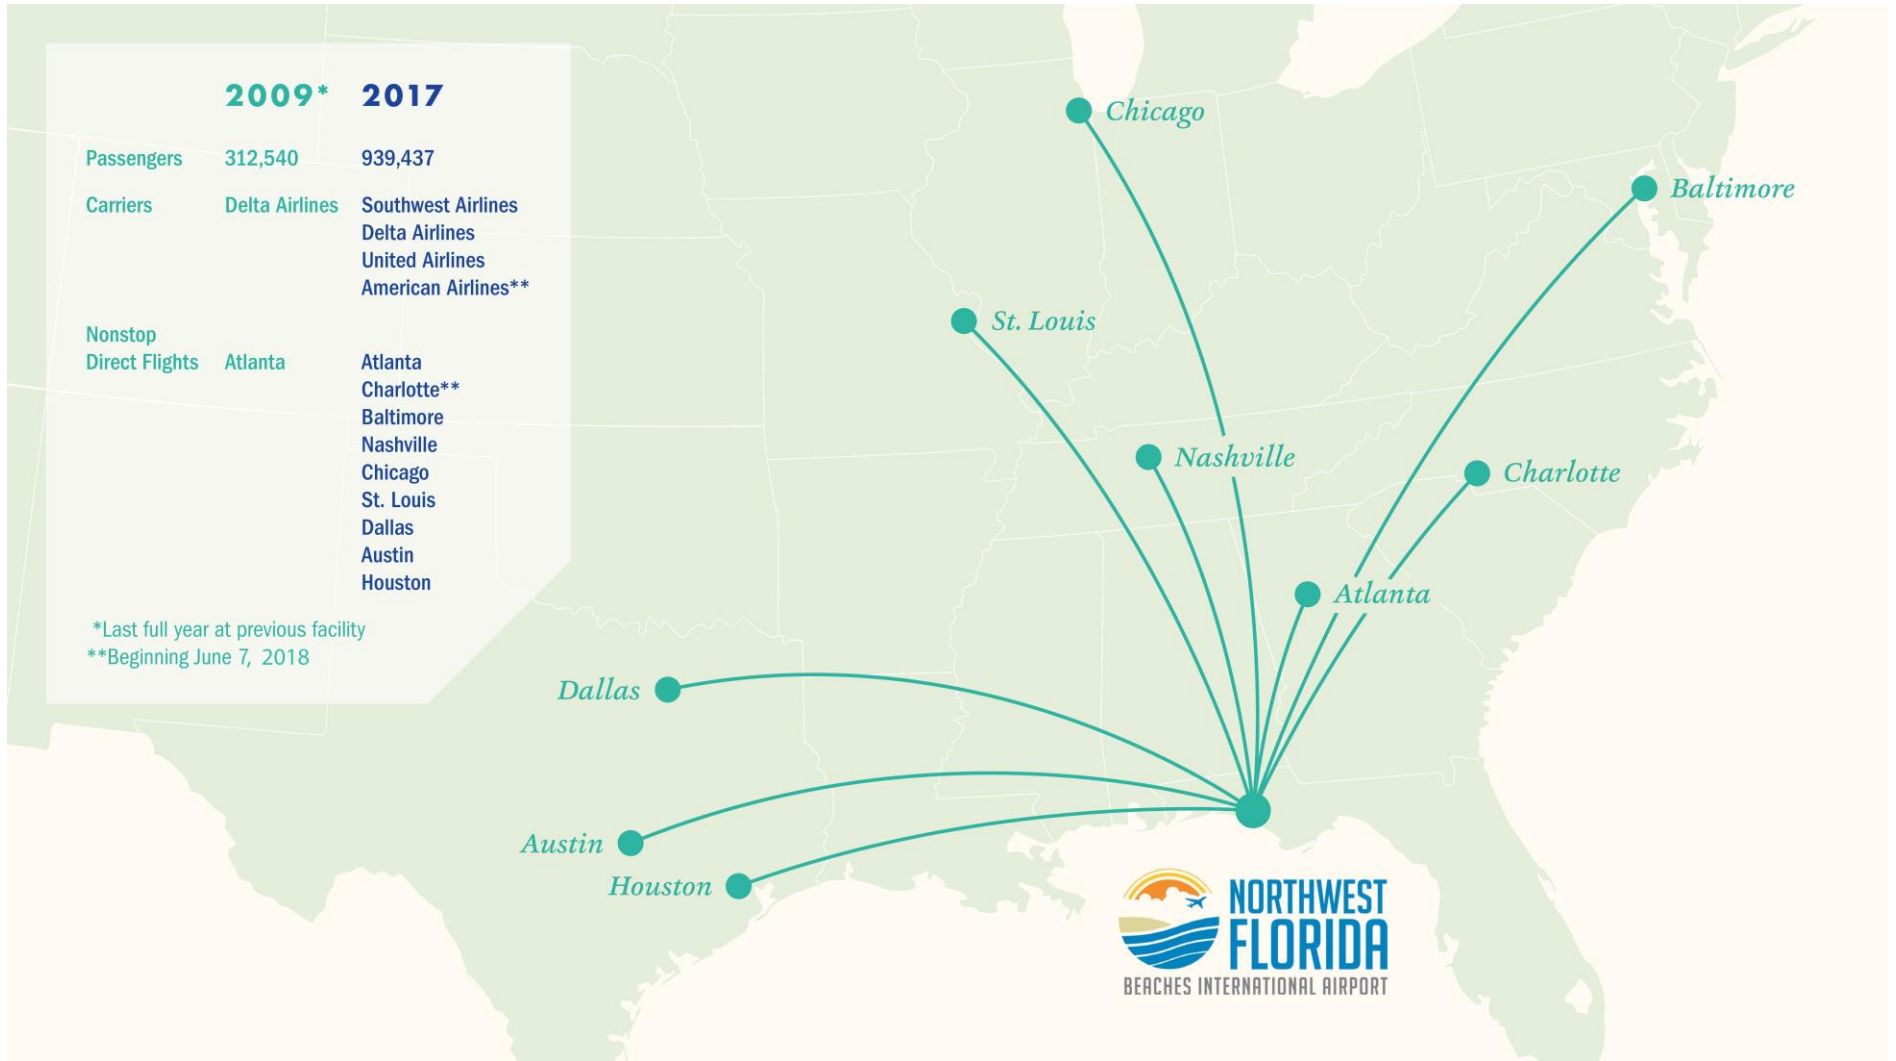 2009* 2017
Passengers 312,540 939,437
Carriers Delta Airlines Southwest Airlines
Delta Airlines
United Airlines
American Airlines**
Nonstop
Direct Flights Atlanta Atlanta
Charlotte**
Baltimore
Nashville
Chicago
St. Louis
Dallas
Austin
Houston
*Last full year at previous facility
**Beginning June 7, 2018
Chicago
Baltimore
St. Louis
Nashville
Charlotte
Atlanta
Dallas
Austin
Houston
NORTHWEST
FLORIDA
BEACHES INTERNATIONAL AIRPORT